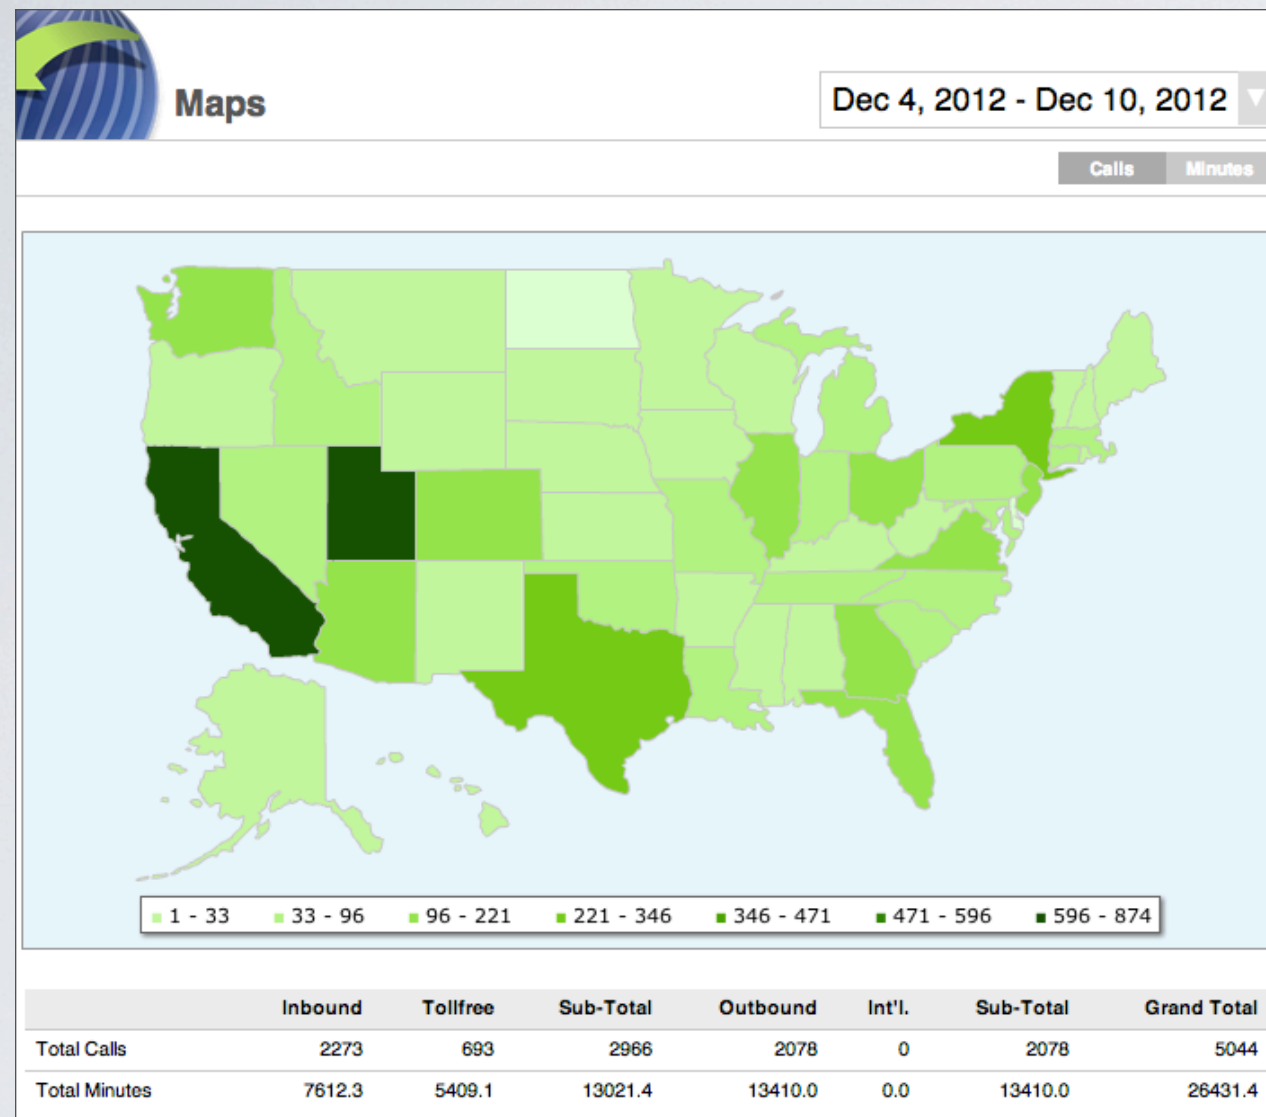 Maps
Dec 4, 2012 - Dec 10, 2012
Calls Minutes
1 - 33 33 - 96 96 - 221 221 - 346 346 - 471 471 - 596 596 - 874
Inbound Tollfree Sub-Total Outbound Int'l. Sub-Total Grand Total
Total Calls 2273 693 2966 2078 0 2078 5044
Total Minutes 7612.3 5409.1 13021.4 13410.0 0.0 13410.0 26431.4